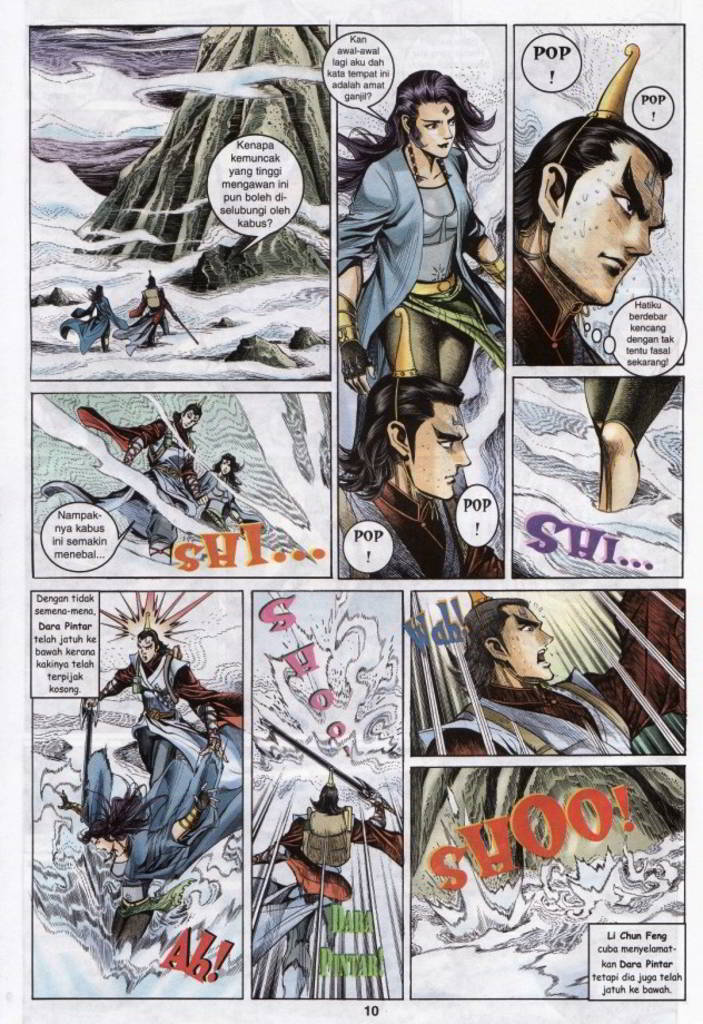 Kenapa
kemuncak
yang tinggi
mengawan ini
pun boleh di-
selubungi oleh
kabus?
Kan
awal-awal
lagi aku dah
kata tempat ini
adalah amat
ganjil?
POP
!
POP
!
Hatiku
berdebar
kencang
dengan tak
tentu fasal
sekarang!
Nampak-
nya kabus
ini semakin
menebal...
SHI...
POP
!
POP
!
SHI...
Dengan tidak
semena-mena,
Dara Pintar
telah jatuh ke
bawah kerana
kakinya telah
terpijak
kosong.
Ah!
SHOOO
DARA
PINTAR!
Wah!
SHOO!
Li Chun Feng
cuba menyelamat-
kan Dara Pintar
tetapi dia juga telah
jatuh ke bawah.
10